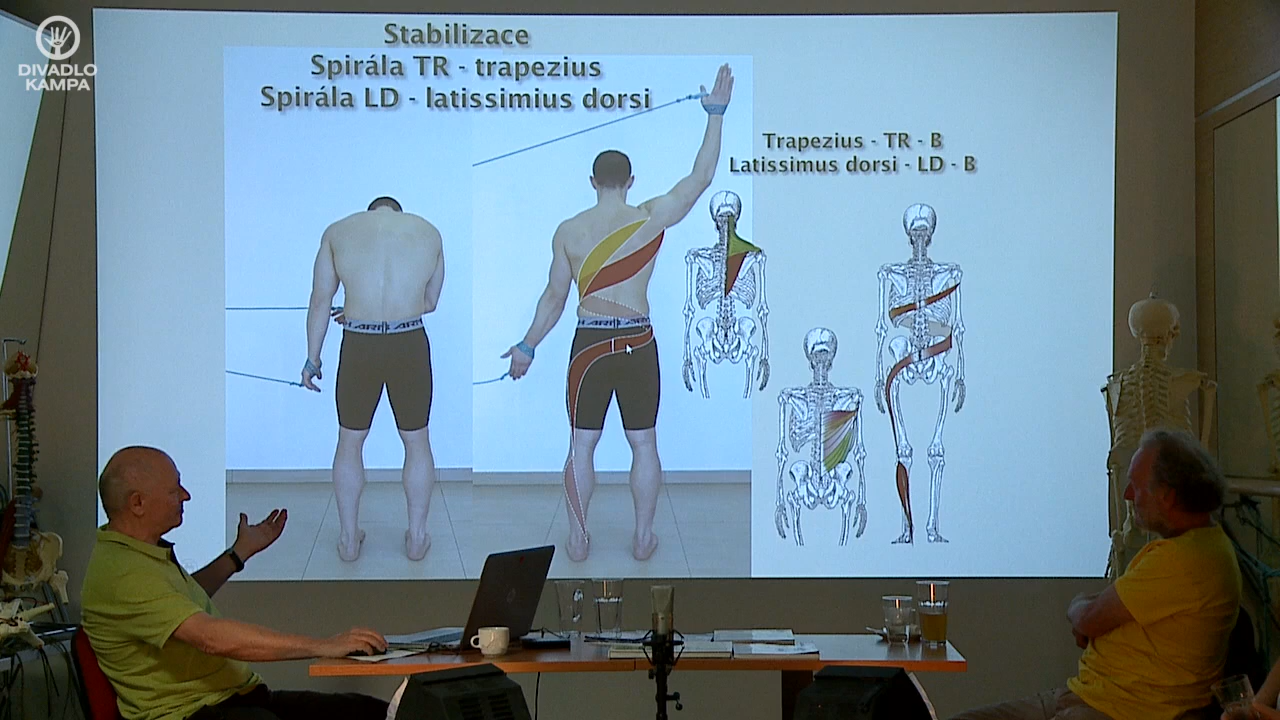 DIVADLO
KAMPA
Stabilizace
Spirála TR - trapezius
Spirála LD - latissimius dorsi
Trapezius - TR - B
Latissimus dorsi - LD - B